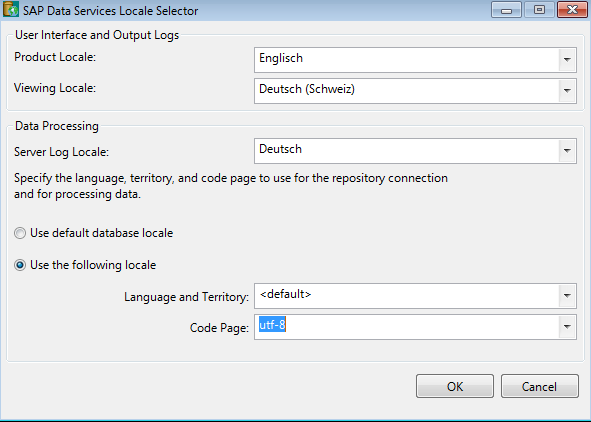 SAP Data Services Locale Selector
User Interface and Output Logs
Product Locale: Englisch
Viewing Locale: Deutsch (Schweiz)
Data Processing
Server Log Locale: Deutsch
Specify the language, territory, and code page to use for the repository connection
and for processing data.
Use default database locale
Use the following locale
Language and Territory: <default>
Code Page: utf-8
OK Cancel